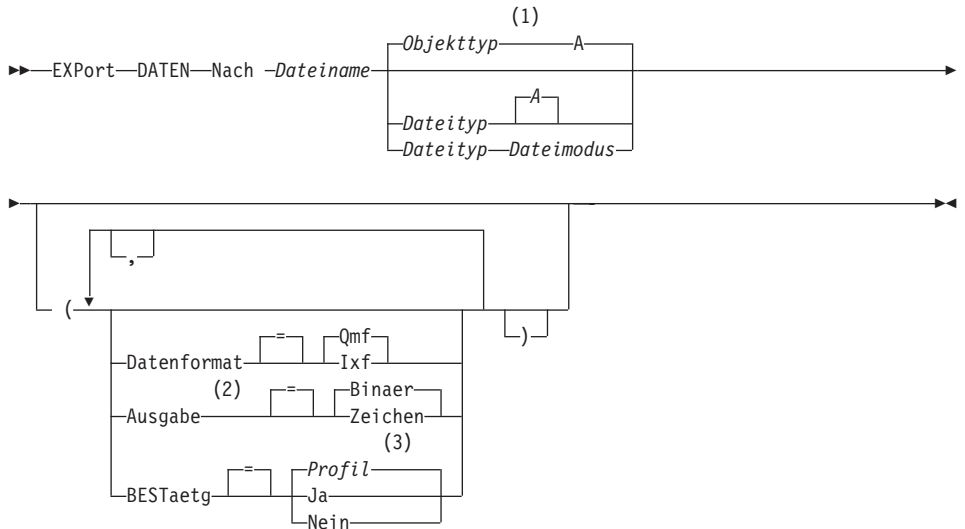 (1)
Objekttyp A
EXPort DATEN Nach Dateiname
A
Dateityp
Dateityp Dateimodus
,
(
)
= Qmf
Datenformat Ixf
(2)
= Binaer
Ausgabe Zeichen
(3)
= Profil
BESTaetg Ja
Nein